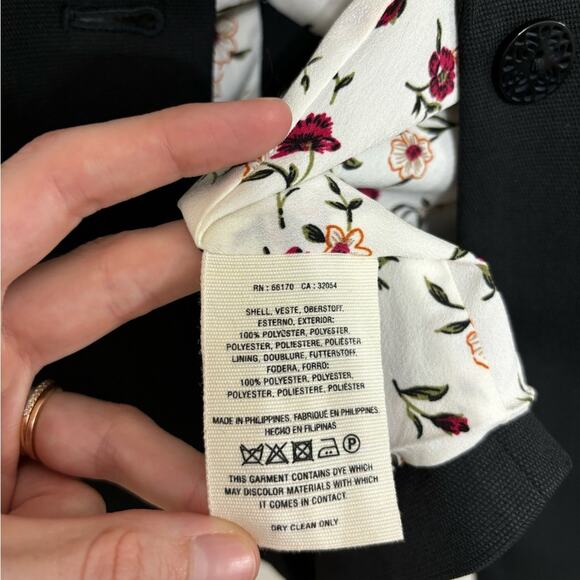 RN : 66170 CA : 32054
SHELL, VESTE, OBERSTOFF,
ESTERNO, EXTERIOR:
100% POLYESTER, POLYESTER,
POLYESTER, POLIESTERE, POLIÉSTER
LINING, DOUBLURE, FUTTERSTOFF,
FODERA, FORRO:
100% POLYESTER, POLYESTER,
POLYESTER, POLIESTERE, POLIÉSTER
MADE IN PHILIPPINES, FABRIQUÉ EN PHILIPPINES,
HECHO EN FILIPINAS
P
THIS GARMENT CONTAINS DYE WHICH
MAY DISCOLOR MATERIALS WITH WHICH
IT COMES IN CONTACT.
DRY CLEAN ONLY